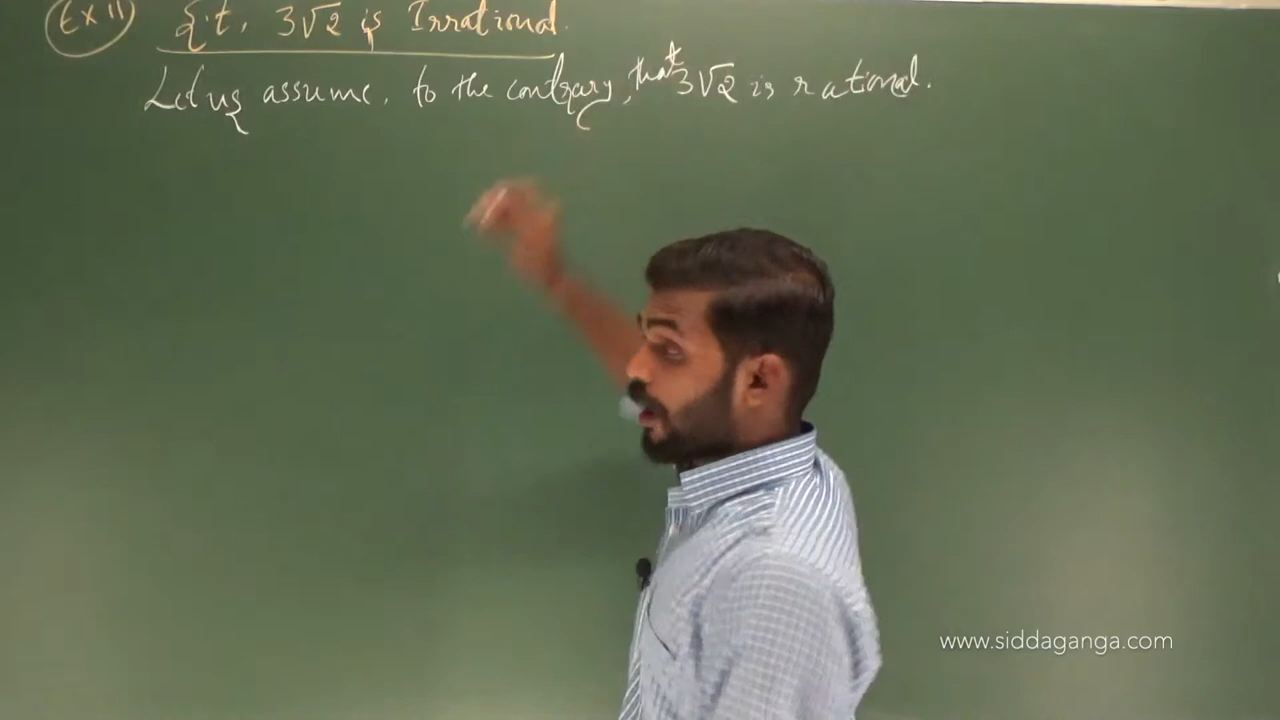 Ex 11 S.t. 3√2 is Irrational.
Let us assume, to the contrary, that 3√2 is rational.
www.siddaganga.com